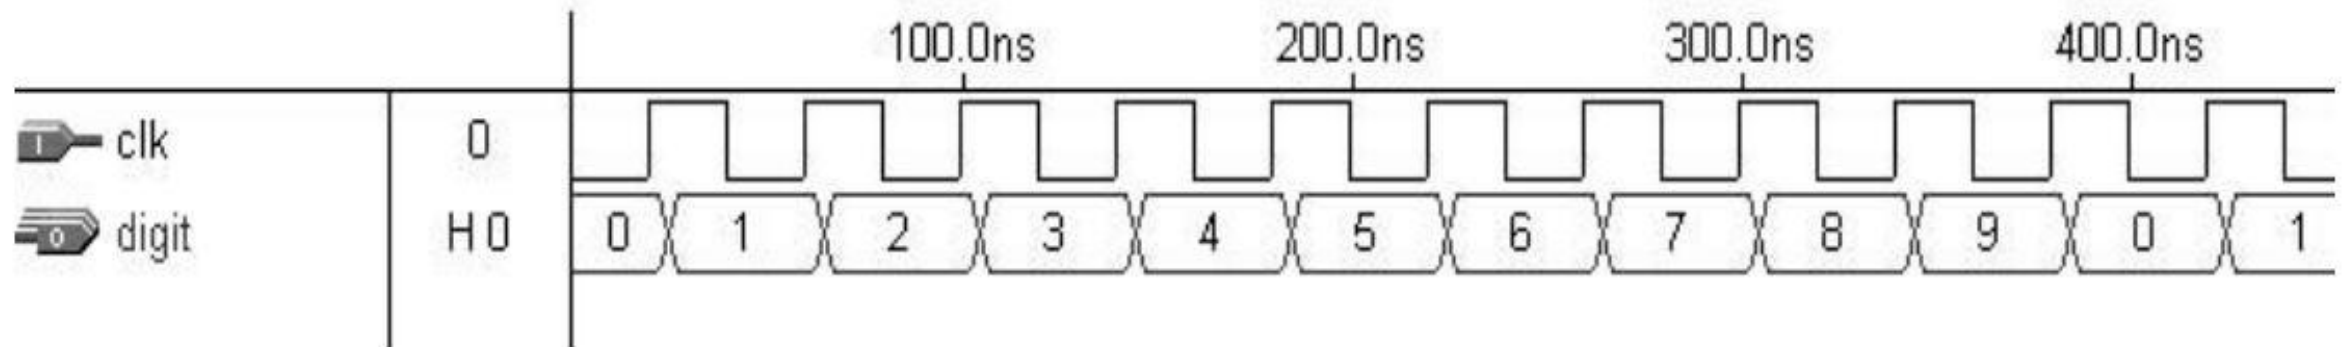 100.0ns 200.0ns 300.0ns 400.0ns
I clk 0
O digit H0 0 1 2 3 4 5 6 7 8 9 0 1